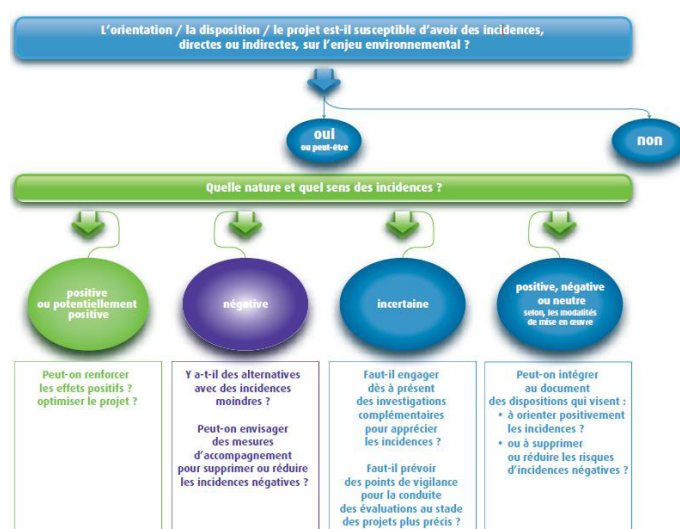 L'orientation / la disposition / le projet est-il susceptible d'avoir des incidences,
directes ou indirectes, sur l'enjeu environnemental ?
oui
ou peut-être
non
Quelle nature et quel sens des incidences ?
positive
ou potentiellement
positive
négative
incertaine
positive, négative
ou neutre
selon, les modalités
de mise en œuvre
Peut-on renforcer
les effets positifs ?
optimiser le projet ?
Y a-t-il des alternatives
avec des incidences
moindres ?
Peut-on envisager
des mesures
d'accompagnement
pour supprimer ou réduire
les incidences négatives ?
Faut-il engager
dès à présent
des investigations
complémentaires
pour apprécier
les incidences ?
Faut-il prévoir
des points de vigilance
pour la conduite
des évaluations au stade
des projets plus précis ?
Peut-on intégrer
au document
des dispositions qui visent :
• à orienter positivement
les incidences ?
• ou à supprimer
ou réduire les risques
d'incidences négatives ?